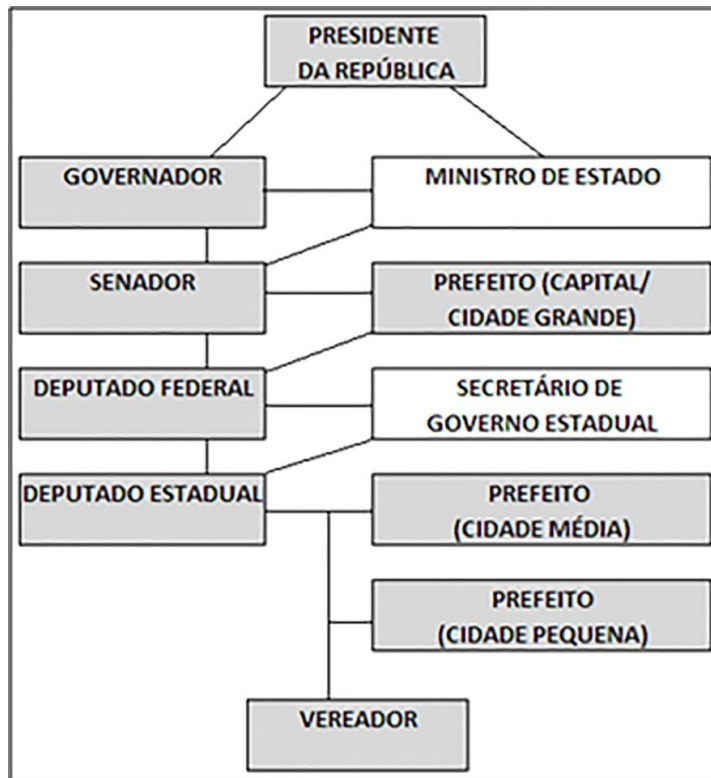 PRESIDENTE
DA REPÚBLICA
GOVERNADOR
MINISTRO DE ESTADO
SENADOR
PREFEITO (CAPITAL/
CIDADE GRANDE)
DEPUTADO FEDERAL
SECRETÁRIO DE
GOVERNO ESTADUAL
DEPUTADO ESTADUAL
PREFEITO
(CIDADE MÉDIA)
PREFEITO
(CIDADE PEQUENA)
VEREADOR